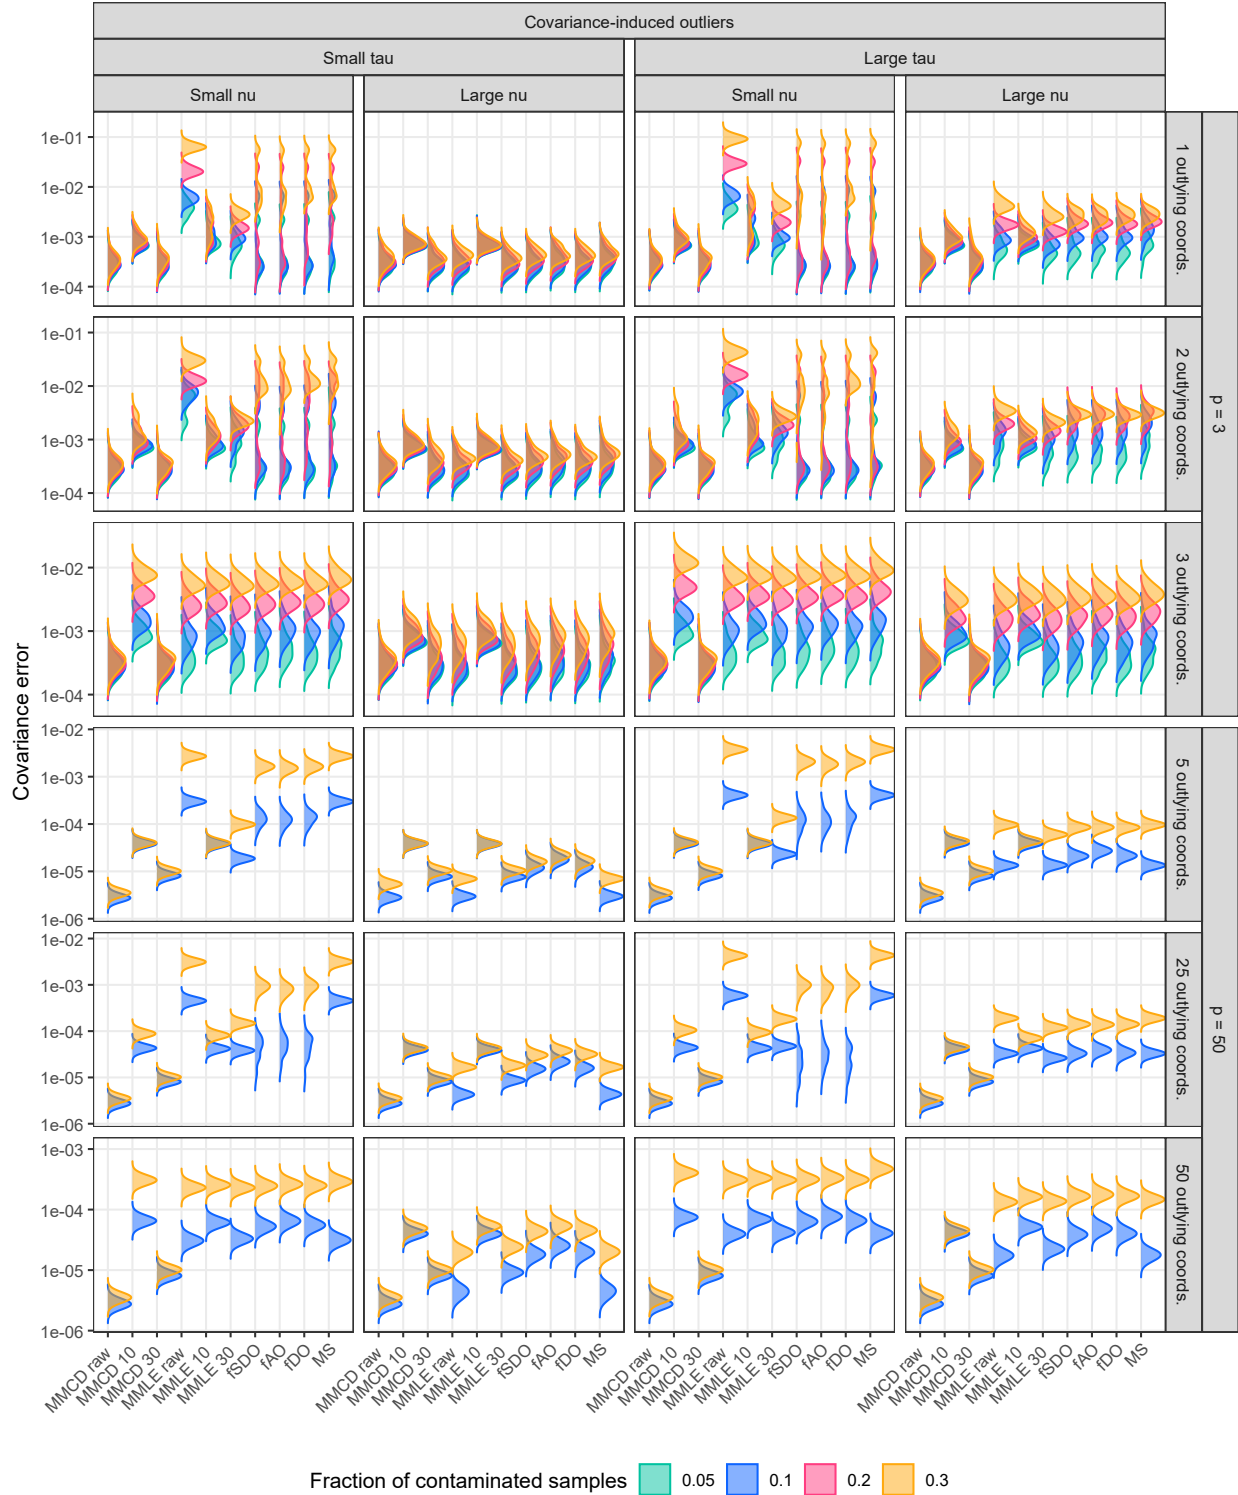 Covariance-induced outliers
Small tau
Large tau
Small nu
Large nu
Small nu
Large nu
1e-01
1e-02
1e-03
1e-04
1 outlying coords.
1e-01
1e-02
1e-03
1e-04
2 outlying coords.
p = 3
1e-02
1e-03
1e-04
3 outlying coords.
Covariance error
1e-02
1e-03
1e-04
1e-05
1e-06
5 outlying coords.
1e-02
1e-03
1e-04
1e-05
1e-06
25 outlying coords.
p = 50
1e-03
1e-04
1e-05
1e-06
50 outlying coords.
MMCD raw
MMCD 10
MMCD 30
MMLE raw
MMLE 10
MMLE 30
fSDO
fAO
fDO
MS
MMCD raw
MMCD 10
MMCD 30
MMLE raw
MMLE 10
MMLE 30
fSDO
fAO
fDO
MS
MMCD raw
MMCD 10
MMCD 30
MMLE raw
MMLE 10
MMLE 30
fSDO
fAO
fDO
MS
MMCD raw
MMCD 10
MMCD 30
MMLE raw
MMLE 10
MMLE 30
fSDO
fAO
fDO
MS
Fraction of contaminated samples 0.05 0.1 0.2 0.3